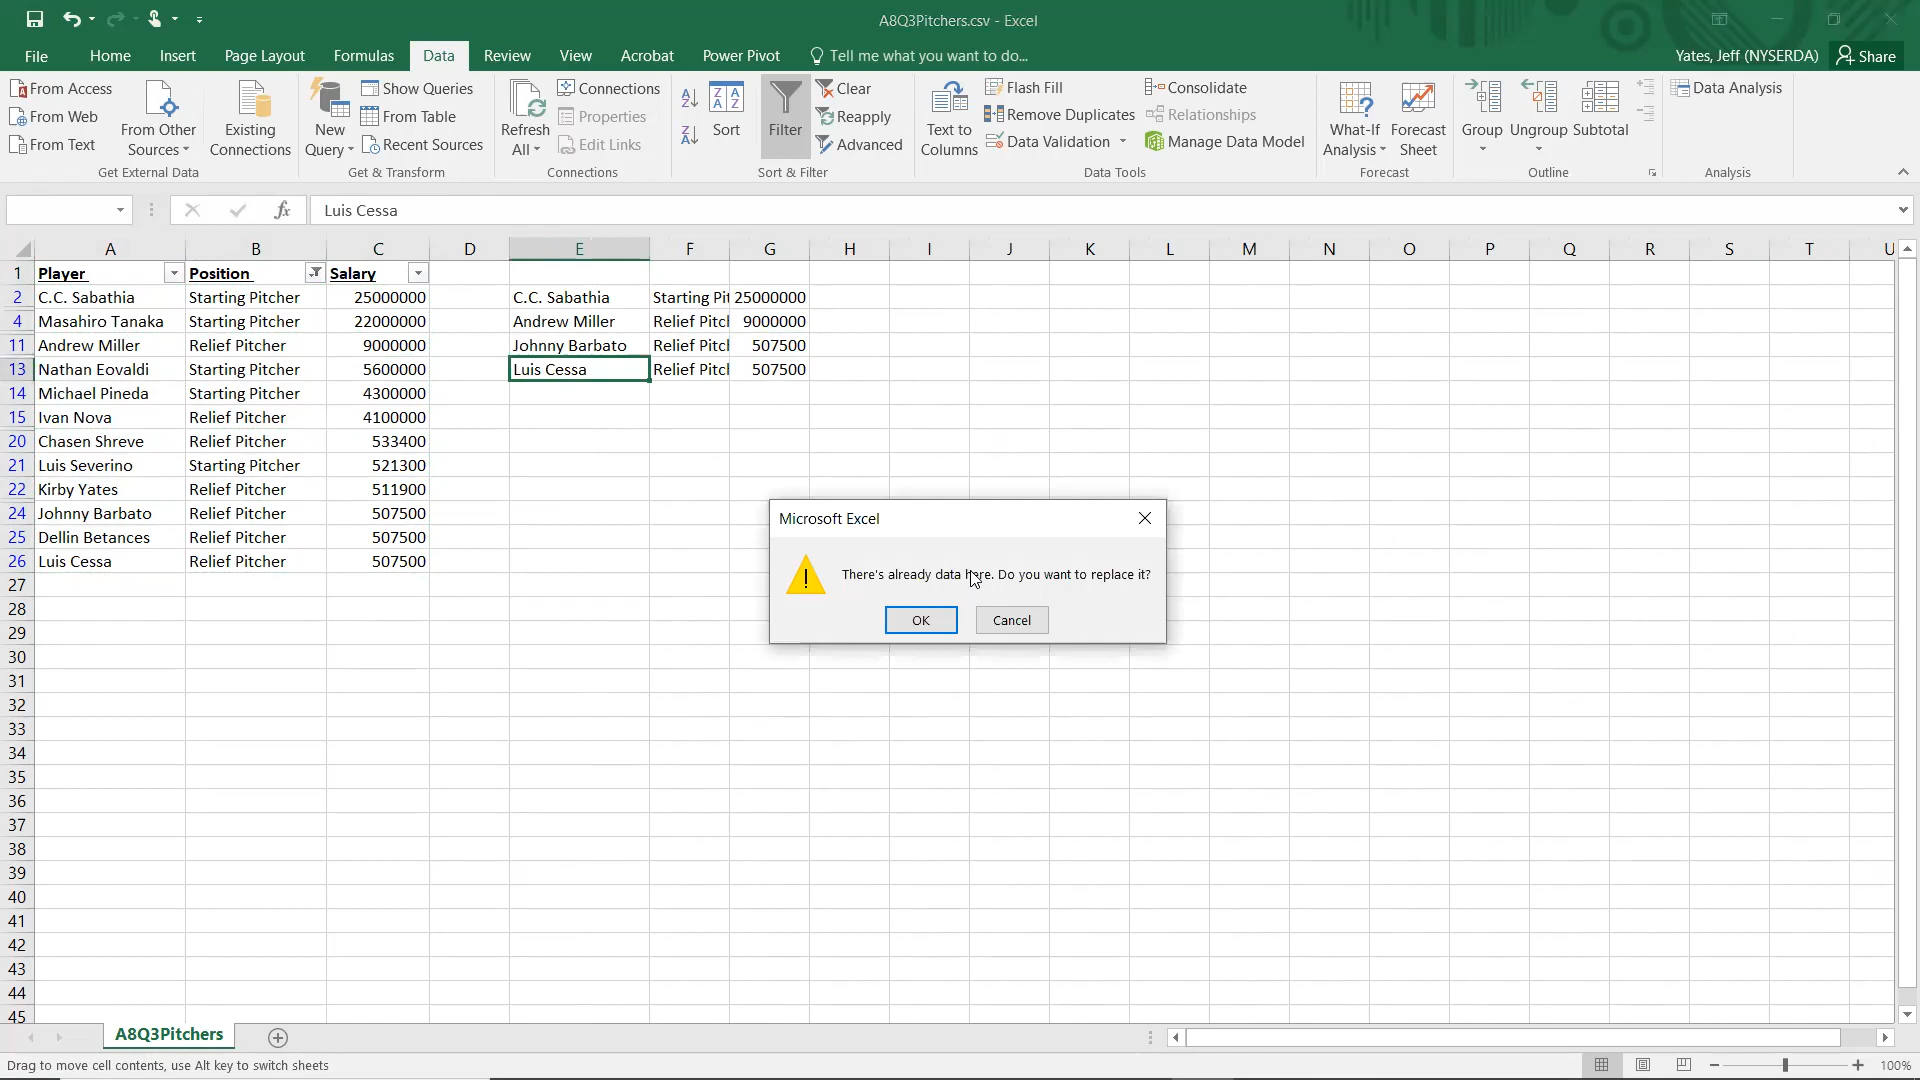 A8Q3Pitchers.csv - Excel
File Home Insert Page Layout Formulas Data Review View Acrobat Power Pivot Tell me what you want to do... Yates, Jeff (NYSERDA) Share
From Access
From Web
From Text
From Other Sources
Existing Connections
Get External Data
New Query
Show Queries
From Table
Recent Sources
Get & Transform
Refresh All
Connections
Properties
Edit Links
Connections
Sort
Filter
Clear
Reapply
Advanced
Sort & Filter
Text to Columns
Flash Fill
Remove Duplicates
Data Validation
Consolidate
Relationships
Manage Data Model
Data Tools
What-If Analysis
Forecast Sheet
Forecast
Group
Ungroup
Subtotal
Outline
Data Analysis
Analysis
fx Luis Cessa
A B C D E F G H I J K L M N O P Q R S T U
1 Player Position Salary
2 C.C. Sabathia Starting Pitcher 25000000 C.C. Sabathia Starting Pit 25000000
4 Masahiro Tanaka Starting Pitcher 22000000 Andrew Miller Relief Pitcl 9000000
11 Andrew Miller Relief Pitcher 9000000 Johnny Barbato Relief Pitcl 507500
13 Nathan Eovaldi Starting Pitcher 5600000 Luis Cessa Relief Pitcl 507500
14 Michael Pineda Starting Pitcher 4300000
15 Ivan Nova Relief Pitcher 4100000
20 Chasen Shreve Relief Pitcher 533400
21 Luis Severino Starting Pitcher 521300
22 Kirby Yates Relief Pitcher 511900
24 Johnny Barbato Relief Pitcher 507500
25 Dellin Betances Relief Pitcher 507500
26 Luis Cessa Relief Pitcher 507500
27
28
29
30
31
32
33
34
35
36
37
38
39
40
41
42
43
44
45
Microsoft Excel
There's already data here. Do you want to replace it?
OK Cancel
A8Q3Pitchers
Drag to move cell contents, use Alt key to switch sheets 100%